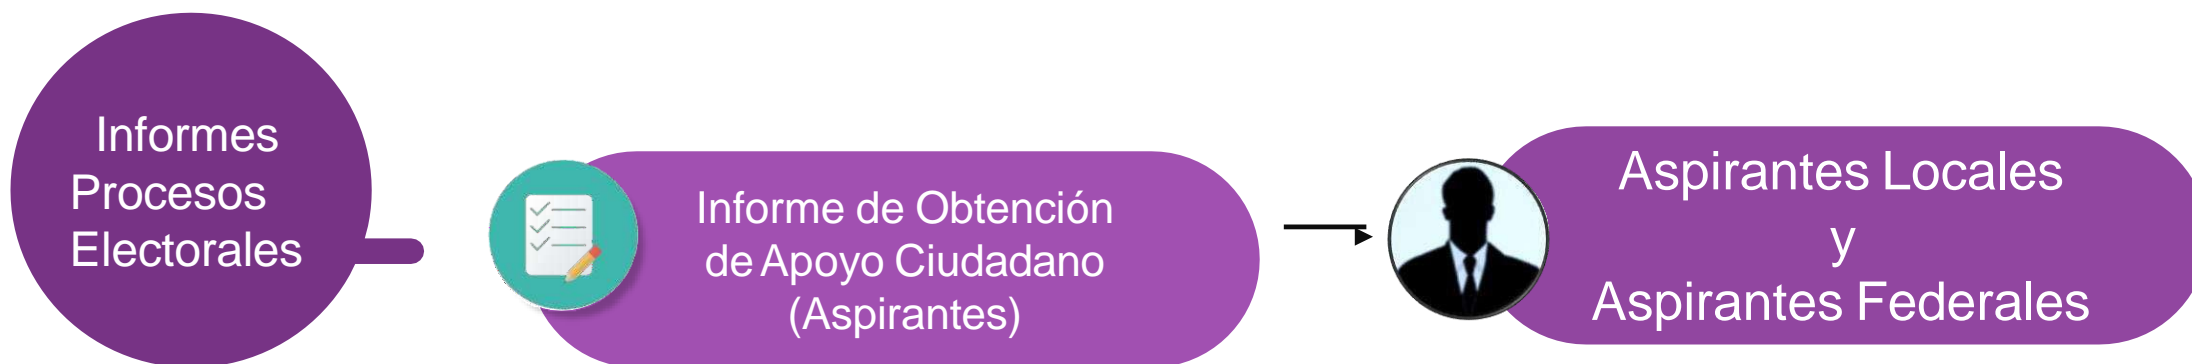 Informes
Procesos
Electorales
Informe de Obtención
de Apoyo Ciudadano
(Aspirantes)
Aspirantes Locales
y
Aspirantes Federales